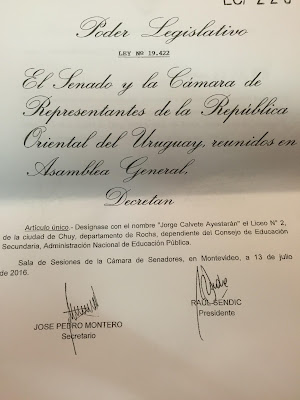 Poder Legislativo
LEY Nº 19.422
El Senado y la Cámara de
Representantes de la República
Oriental del Uruguay, reunidos en
Asamblea General,
Decretan
Artículo único.- Desígnase con el nombre "Jorge Calvete Ayestarán" el Liceo N° 2,
de la ciudad de Chuy, departamento de Rocha, dependiente del Consejo de Educación
Secundaria, Administración Nacional de Educación Pública.
Sala de Sesiones de la Cámara de Senadores, en Montevideo, a 13 de julio
de 2016.
JOSÉ PEDRO MONTERO
Secretario
RAÚL SENDIC
Presidente